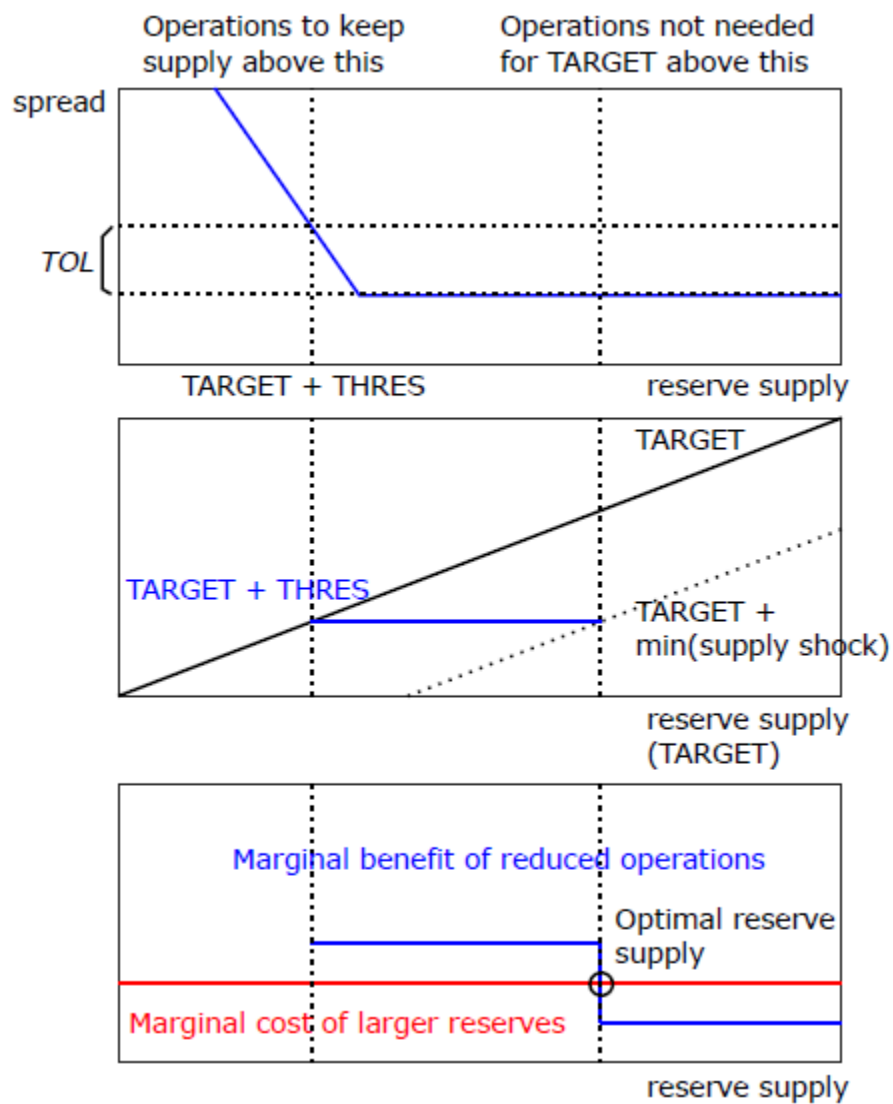 Operations to keep
supply above this
Operations not needed
for TARGET above this
spread
TOL
TARGET + THRES
reserve supply
TARGET
TARGET + THRES
TARGET +
min(supply shock)
reserve supply
(TARGET)
Marginal benefit of reduced operations
Optimal reserve
supply
Marginal cost of larger reserves
reserve supply